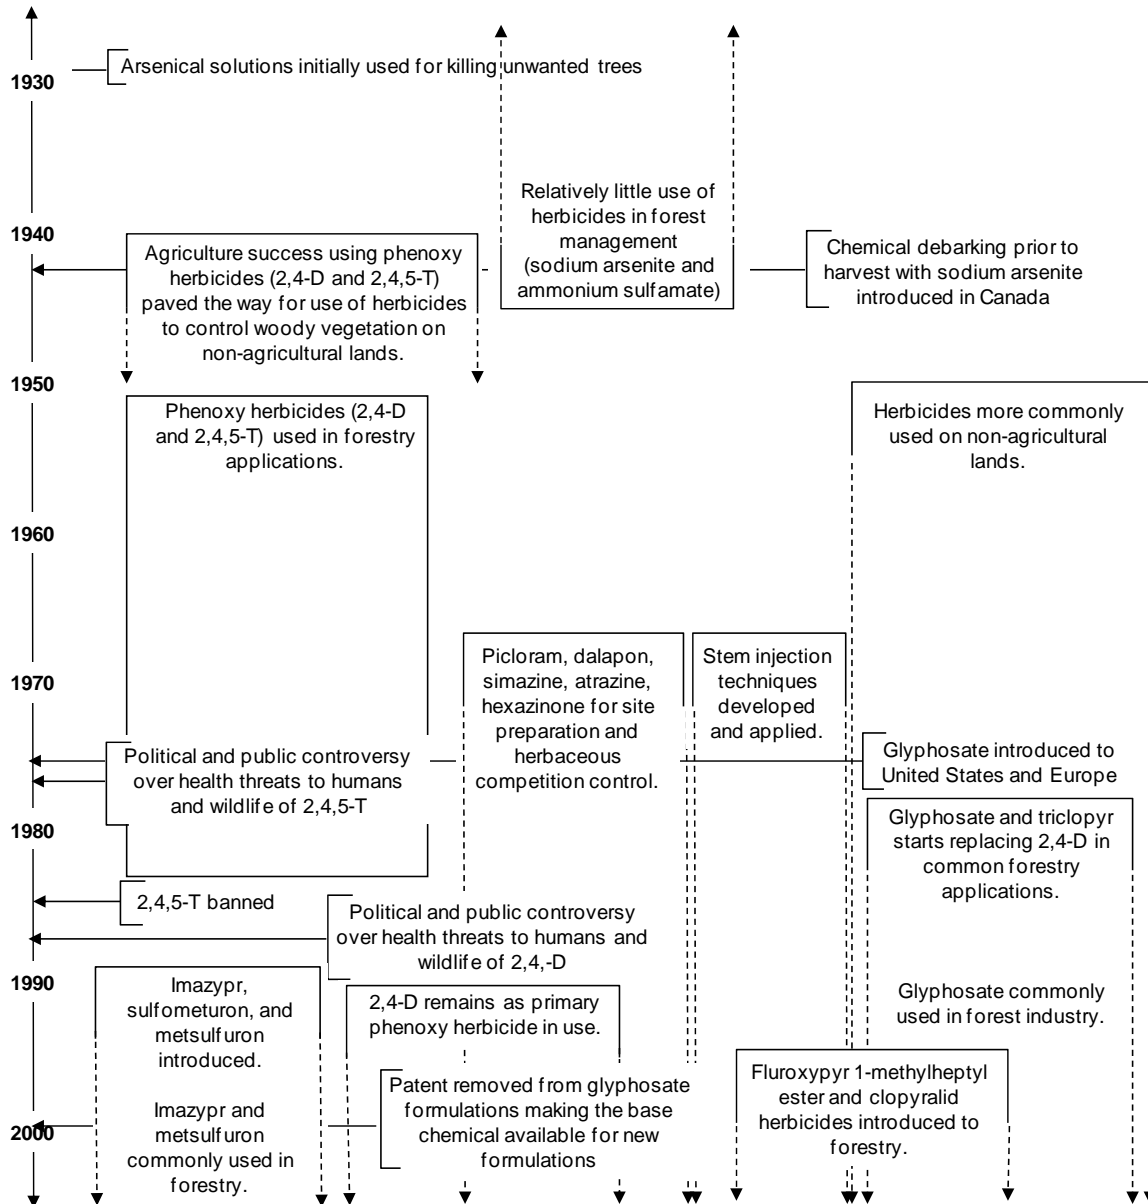 1930
Arsenical solutions initially used for killing unwanted trees
Relatively little use of
herbicides in forest
management
(sodium arsenite and
ammonium sulfamate)
1940
Agriculture success using phenoxy
herbicides (2,4-D and 2,4,5-T)
paved the way for use of herbicides
to control woody vegetation on
non-agricultural lands.
Chemical debarking prior to
harvest with sodium arsenite
introduced in Canada
1950
Phenoxy herbicides (2,4-D
and 2,4,5-T) used in forestry
applications.
Herbicides more commonly
used on non-agricultural
lands.
1960
1970
Picloram, dalapon,
simazine, atrazine,
hexazinone for site
preparation and
herbaceous
competition control.
Stem injection
techniques
developed
and applied.
Political and public controversy
over health threats to humans
and wildlife of 2,4,5-T
Glyphosate introduced to
United States and Europe
1980
Glyphosate and triclopyr
starts replacing 2,4-D in
common forestry
applications.
2,4,5-T banned
Political and public controversy
over health threats to humans and
wildlife of 2,4,-D
1990
Imazypr,
sulfometuron, and
metsulfuron
introduced.
2,4-D remains as primary
phenoxy herbicide in use.
Glyphosate commonly
used in forest industry.
Patent removed from glyphosate
formulations making the base
chemical available for new
formulations
Fluroxypyr 1-methylheptyl
ester and clopyralid
herbicides introduced to
forestry.
2000
Imazypr and
metsulfuron
commonly used in
forestry.